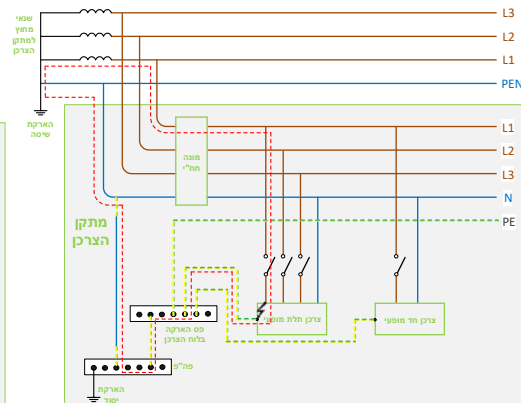 שנאי
מחוץ
למתקן
הצרכן
L3
L2
L1
PEN
הארקת
שיטה
L1
L2
L3
N
PE
מונה
חח"י
מתקן
הצרכן
צרכן תלת מופעי
צרכן חד מופעי
פס הארקה
בלוח הצרכן
פה"פ
הארקת
יסוד